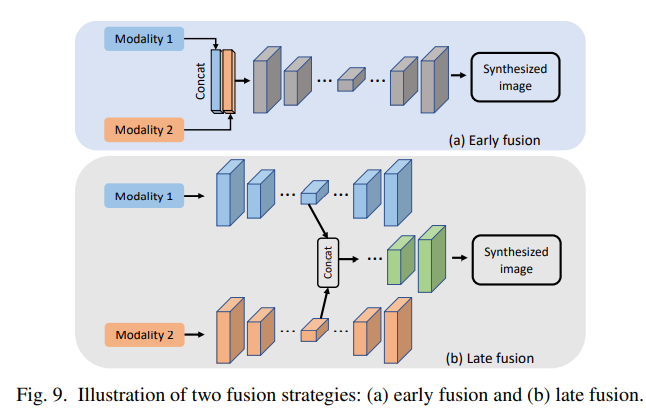 Modality 1
Concat
Modality 2
Synthesized
image
(a) Early fusion
Modality 1
Concat
Synthesized
image
Modality 2
(b) Late fusion
Fig. 9. Illustration of two fusion strategies: (a) early fusion and (b) late fusion.